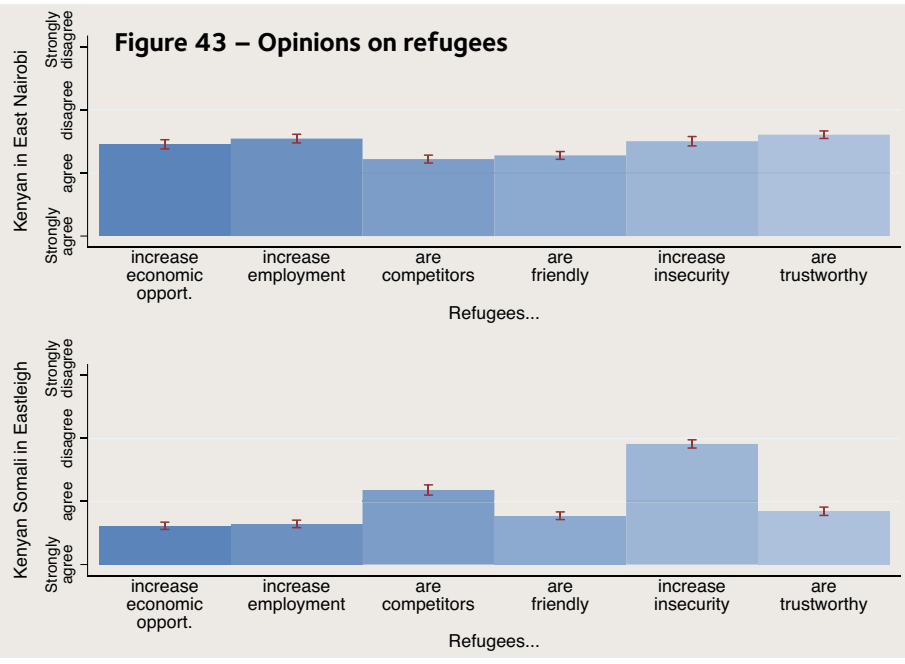 Figure 43 – Opinions on refugees
Kenyan in East Nairobi
Strongly
disagree
disagree
agree
Strongly
agree
increase
economic
opport.
increase
employment
are
competitors
are
friendly
increase
insecurity
are
trustworthy
Refugees...
Kenyan Somali in Eastleigh
Strongly
disagree
disagree
agree
Strongly
agree
increase
economic
opport.
increase
employment
are
competitors
are
friendly
increase
insecurity
are
trustworthy
Refugees...